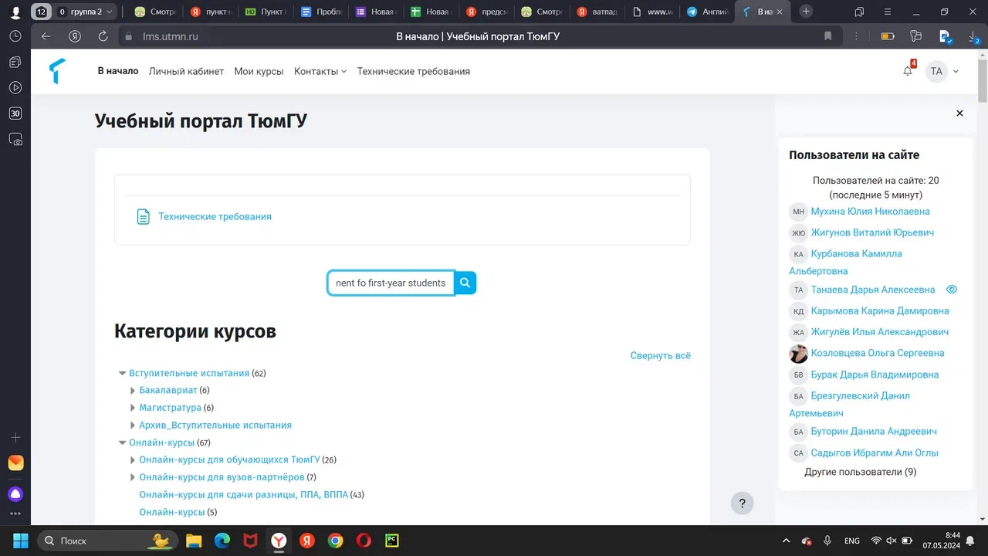 12
группа 2
Смотр
пункт н
Пункт
Пробло
Новая
Новая
предсн
Смотр
ватпад
www.w
Англий
В на
lms.utmn.ru
В начало | Учебный портал ТюмГУ
30
В начало
Личный кабинет
Мои курсы
Контакты
Технические требования
4
ТА
Учебный портал ТюмГУ
Технические требования
nent fo first-year students
Категории курсов
Свернуть всё
Вступительные испытания (62)
Бакалавриат (6)
Магистратура (6)
Архив_Вступительные испытания
Онлайн-курсы (67)
Онлайн-курсы для обучающихся ТюмГУ (26)
Онлайн-курсы для вузов-партнёров (7)
Онлайн-курсы для сдачи разницы, ППА, ВППА (43)
Онлайн-курсы (5)
Пользователи на сайте
Пользователей на сайте: 20
(последние 5 минут)
МН Мухина Юлия Николаевна
ЖЮ Жигунов Виталий Юрьевич
КА Курбанова Камилла
Альбертовна
ТА Танаева Дарья Алексеевна
КД Карымова Карина Дамировна
ЖА Жигулёв Илья Александрович
Козловцева Ольга Сергеевна
БВ Бурак Дарья Владимировна
БА Брезгулевский Данил
Артемьевич
БА Буторин Данила Андреевич
СА Садыгов Ибрагим Али Оглы
Другие пользователи (9)
?
Поиск
PC
ENG
8:44
07.05.2024